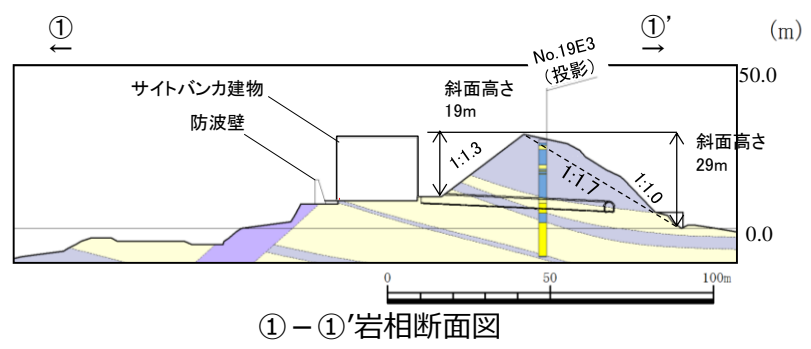 ①
←
①’
→
(m)
No.19E3
(投影)
50.0
サイトバンカ建物
防波壁
斜面高さ
19m
斜面高さ
29m
1:1.3
1:1.7
1:1.0
0.0
0 50 100m
①－①’岩相断面図